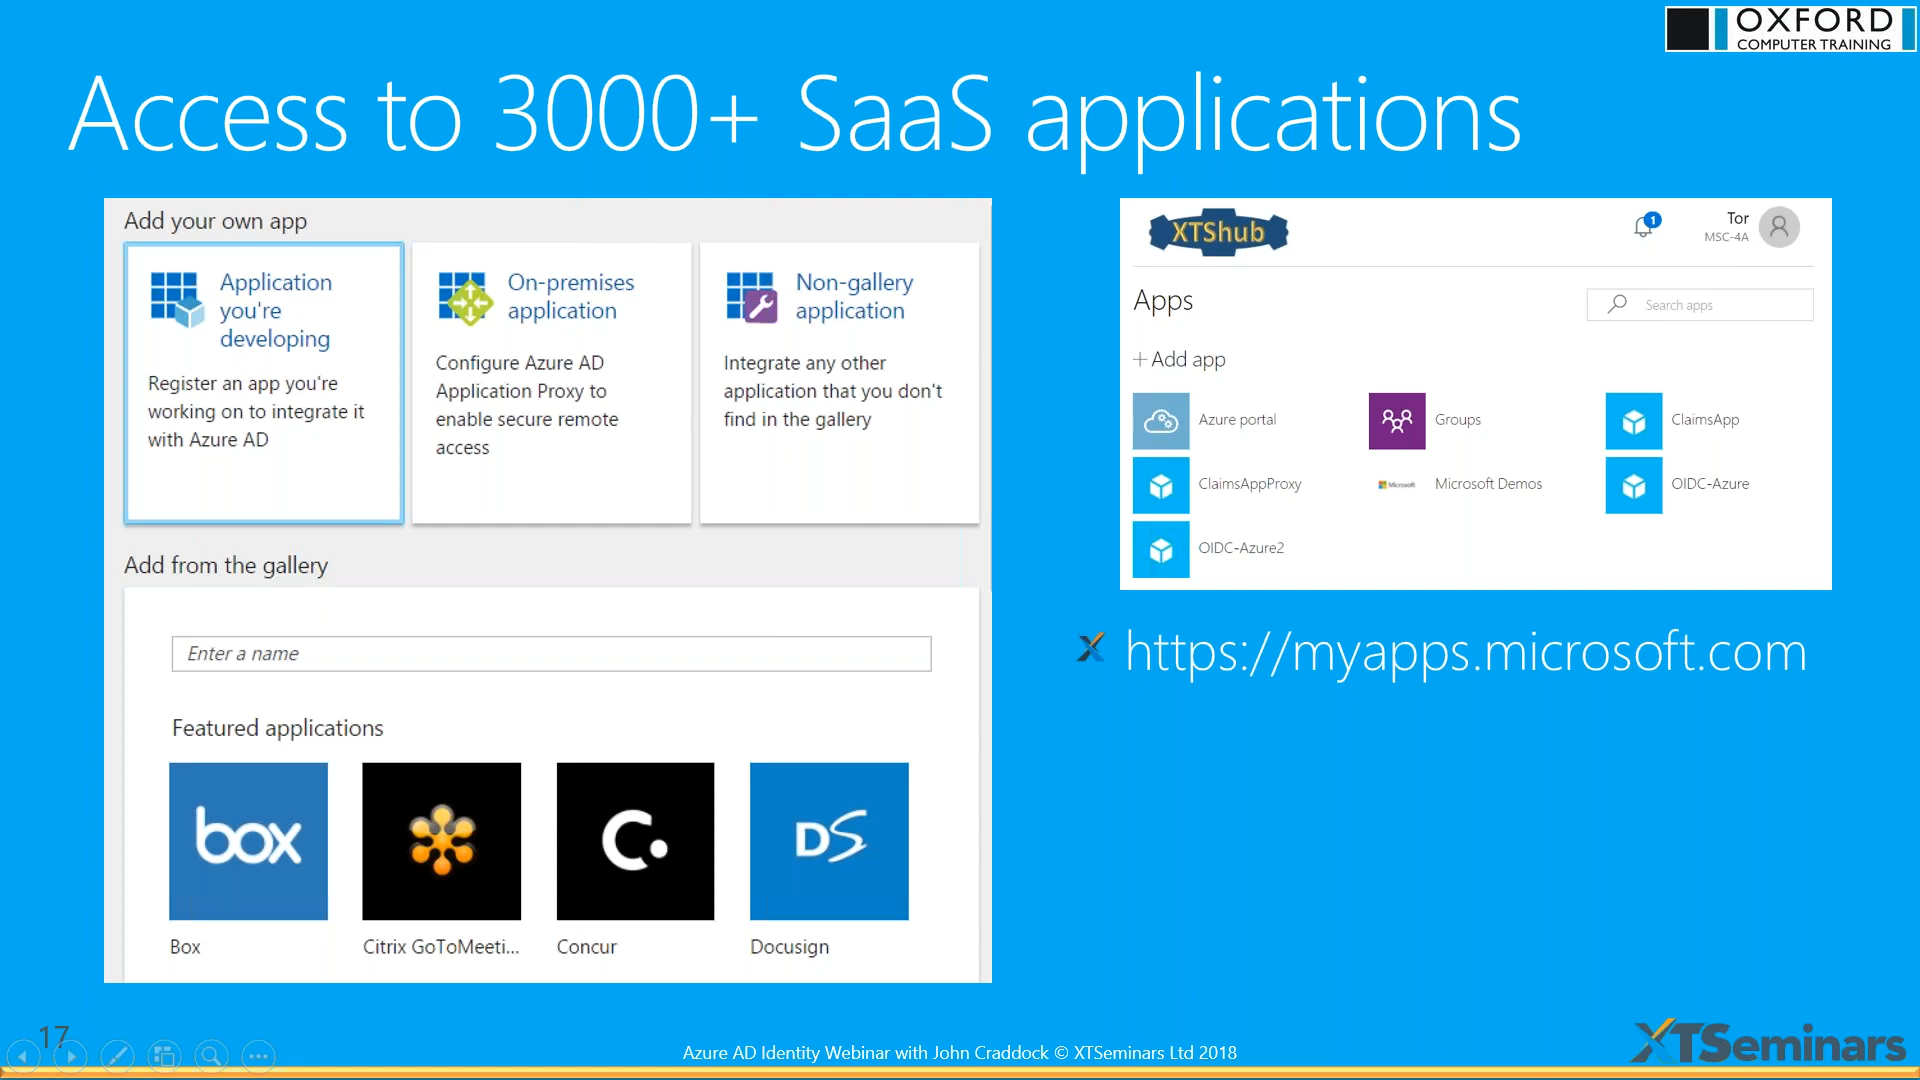 OXFORD
COMPUTER TRAINING
Access to 3000+ SaaS applications
Add your own app
Application
you're
developing
Register an app you're
working on to integrate it
with Azure AD
On-premises
application
Configure Azure AD
Application Proxy to
enable secure remote
access
Non-gallery
application
Integrate any other
application that you don't
find in the gallery
Add from the gallery
Enter a name
Featured applications
box
C.
DS
Box
Citrix GoToMeeti...
Concur
Docusign
XTShub
1
Tor
MSC-4A
Apps
Search apps
+ Add app
Azure portal
Groups
ClaimsApp
ClaimsAppProxy
Microsoft
Microsoft Demos
OIDC-Azure
OIDC-Azure2
https://myapps.microsoft.com
17
Azure AD Identity Webinar with John Craddock © XTSeminars Ltd 2018
XTSeminars